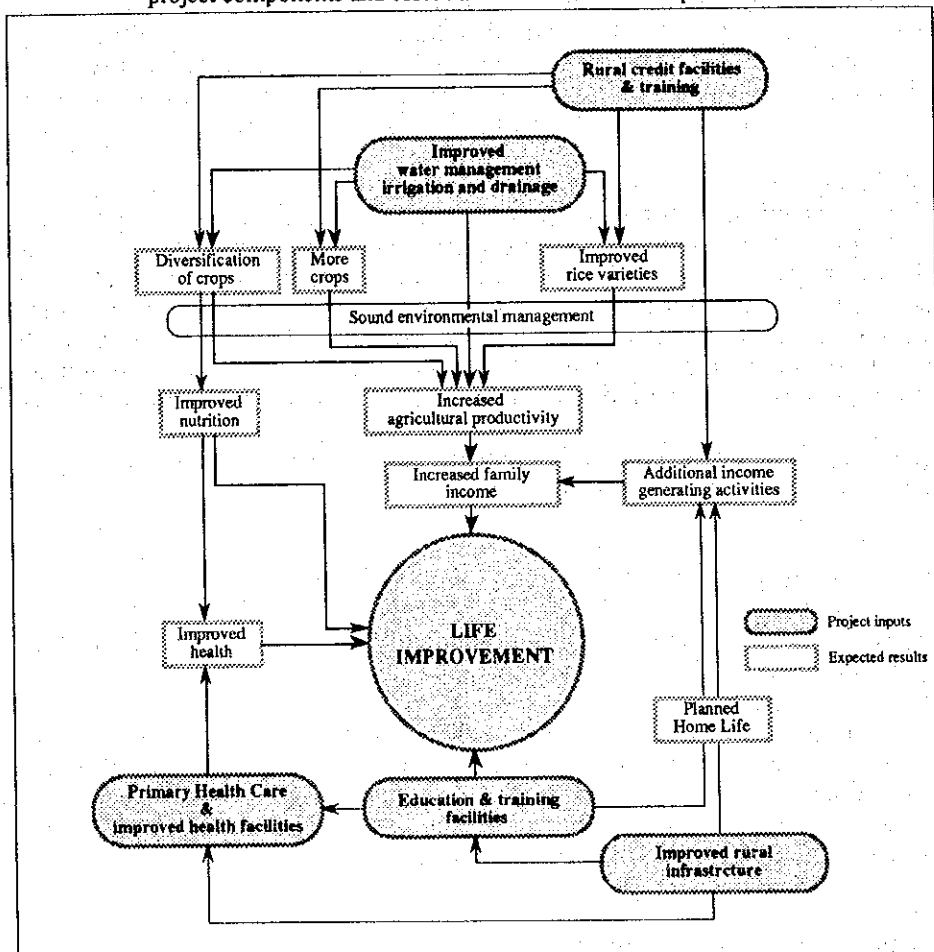 Rural credit facilities
& training
Improved
water management
irrigation and drainage
Diversification
of crops
More
crops
Improved
rice varieties
Sound environmental management
Improved
nutrition
Increased
agricultural productivity
Increased family
income
Additional income
generating activities
Improved
health
LIFE
IMPROVEMENT
Project inputs
Expected results
Planned
Home Life
Primary Health Care
&
improved health facilities
Education & training
facilities
Improved rural
infrastrcture